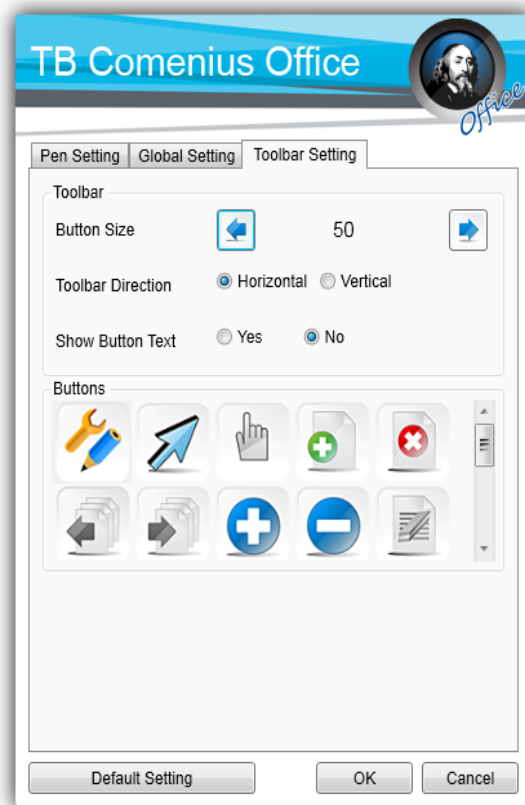 TB Comenius Office
Office
Pen Setting Global Setting Toolbar Setting
Toolbar
Button Size 50
Toolbar Direction Horizontal Vertical
Show Button Text Yes No
Buttons
Default Setting OK Cancel